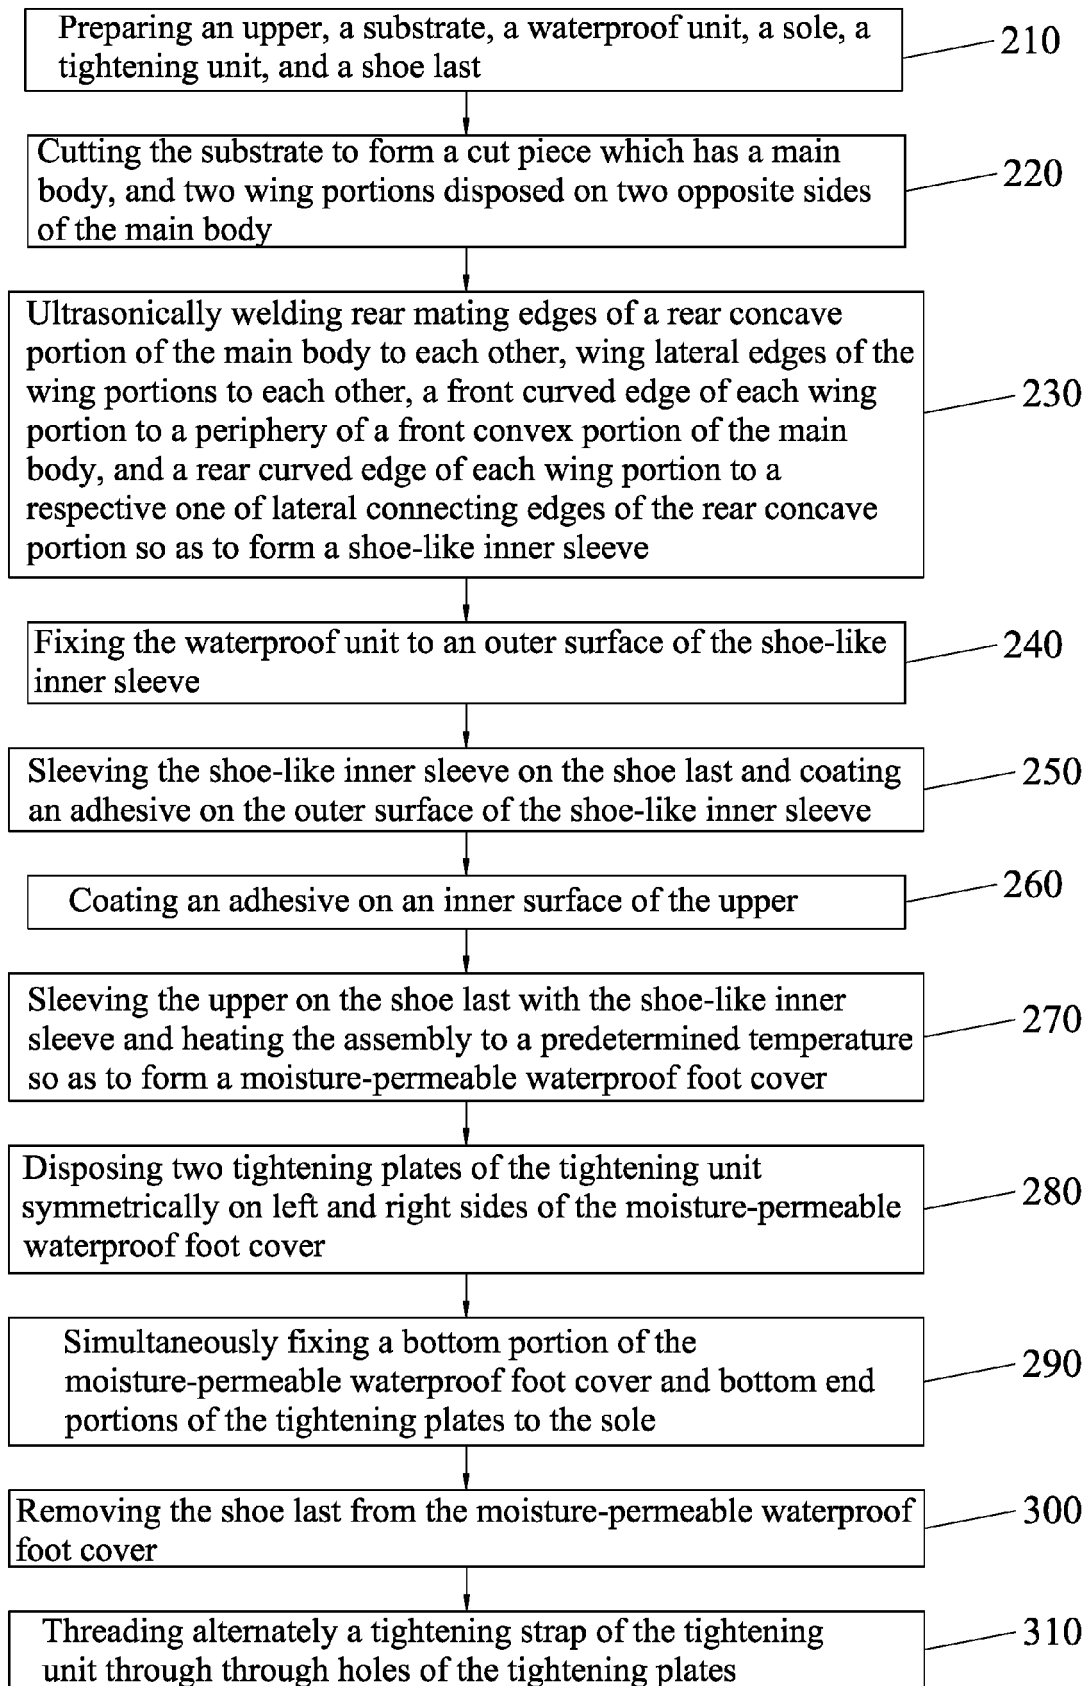 Preparing an upper, a substrate, a waterproof unit, a sole, a
tightening unit, and a shoe last
210
Cutting the substrate to form a cut piece which has a main
body, and two wing portions disposed on two opposite sides
of the main body
220
Ultrasonically welding rear mating edges of a rear concave
portion of the main body to each other, wing lateral edges of the
wing portions to each other, a front curved edge of each wing
portion to a periphery of a front convex portion of the main
body, and a rear curved edge of each wing portion to a
respective one of lateral connecting edges of the rear concave
portion so as to form a shoe-like inner sleeve
230
Fixing the waterproof unit to an outer surface of the shoe-like
inner sleeve
240
Sleeving the shoe-like inner sleeve on the shoe last and coating
an adhesive on the outer surface of the shoe-like inner sleeve
250
Coating an adhesive on an inner surface of the upper
260
Sleeving the upper on the shoe last with the shoe-like inner
sleeve and heating the assembly to a predetermined temperature
so as to form a moisture-permeable waterproof foot cover
270
Disposing two tightening plates of the tightening unit
symmetrically on left and right sides of the moisture-permeable
waterproof foot cover
280
Simultaneously fixing a bottom portion of the
moisture-permeable waterproof foot cover and bottom end
portions of the tightening plates to the sole
290
Removing the shoe last from the moisture-permeable waterproof
foot cover
300
Threading alternately a tightening strap of the tightening
unit through through holes of the tightening plates
310